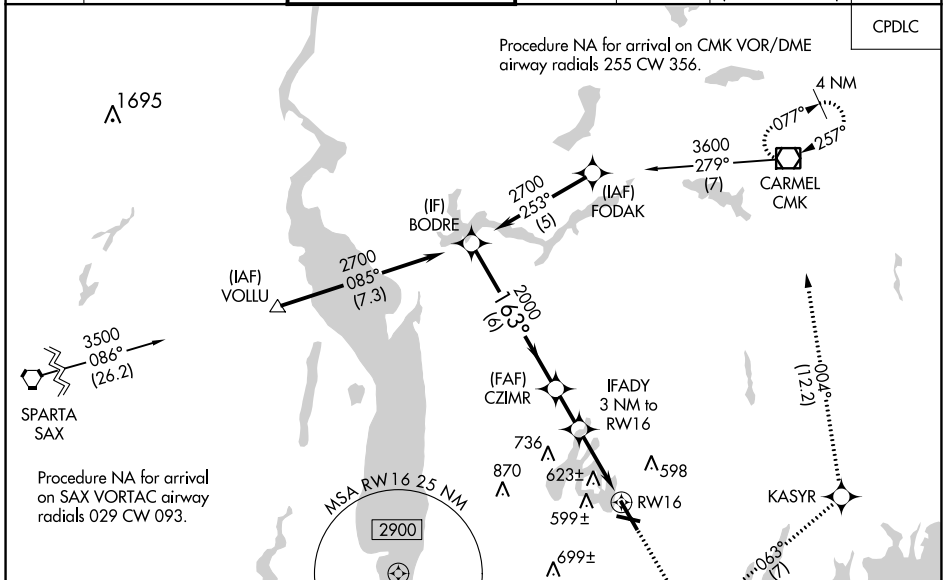 CPDLC
Procedure NA for arrival on CMK VOR/DME
airway radials 255 CW 356.
1695
4 NM
077°
257°
3600
279°
(7)
CARMEL
CMK
2700
253°
(5)
(IAF)
FODAK
(IF)
BODRE
2700
085°
(7.3)
(IAF)
VOLLU
2000
163°
(6)
3500
086°
(26.2)
SPARTA
SAX
(FAF)
CZIMR
IFADY
3 NM to
RW16
004°
(12.2)
736
870
623±
598
599±
RW16
KASYR
Procedure NA for arrival
on SAX VORTAC airway
radials 029 CW 093.
MSA RW16 25 NM
2900
699±
063°
(7)